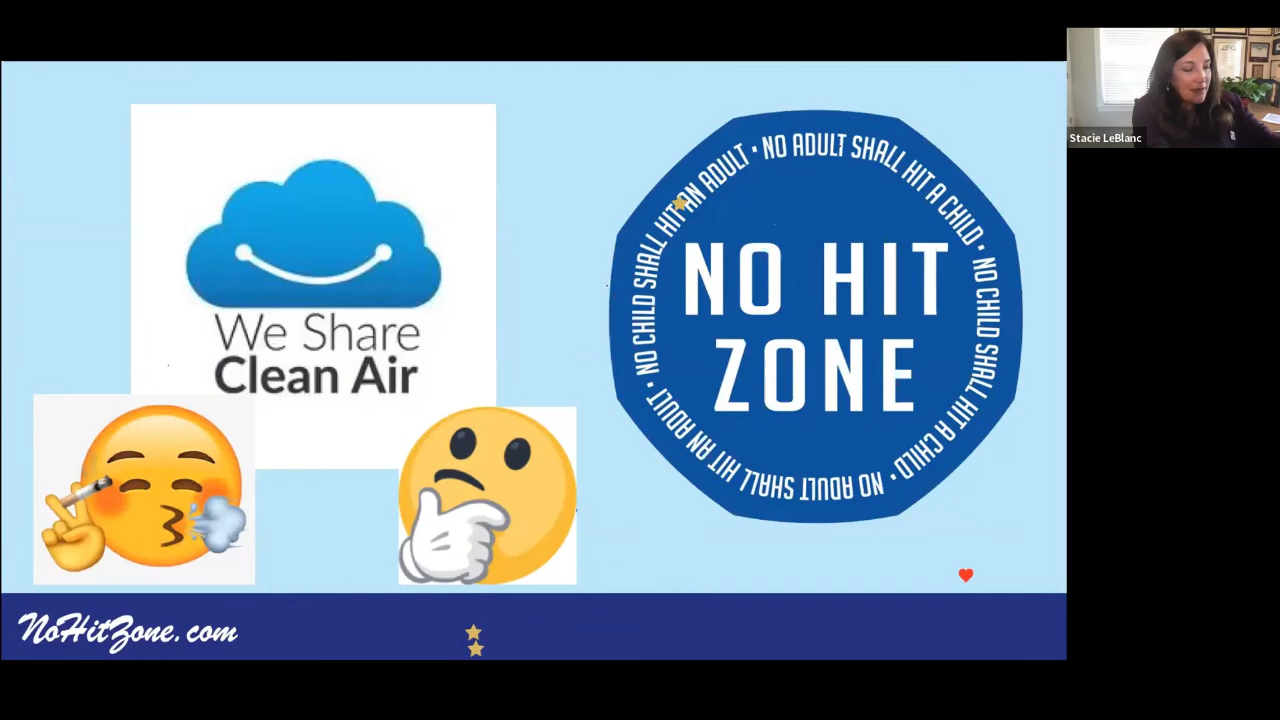 We Share
Clean Air
NO ADULT SHALL HIT A CHILD • NO CHILD SHALL HIT A CHILD • NO ADULT SHALL HIT AN ADULT • NO CHILD SHALL HIT AN ADULT •
NO HIT
ZONE
NoHitZone.com
Stacie LeBlanc